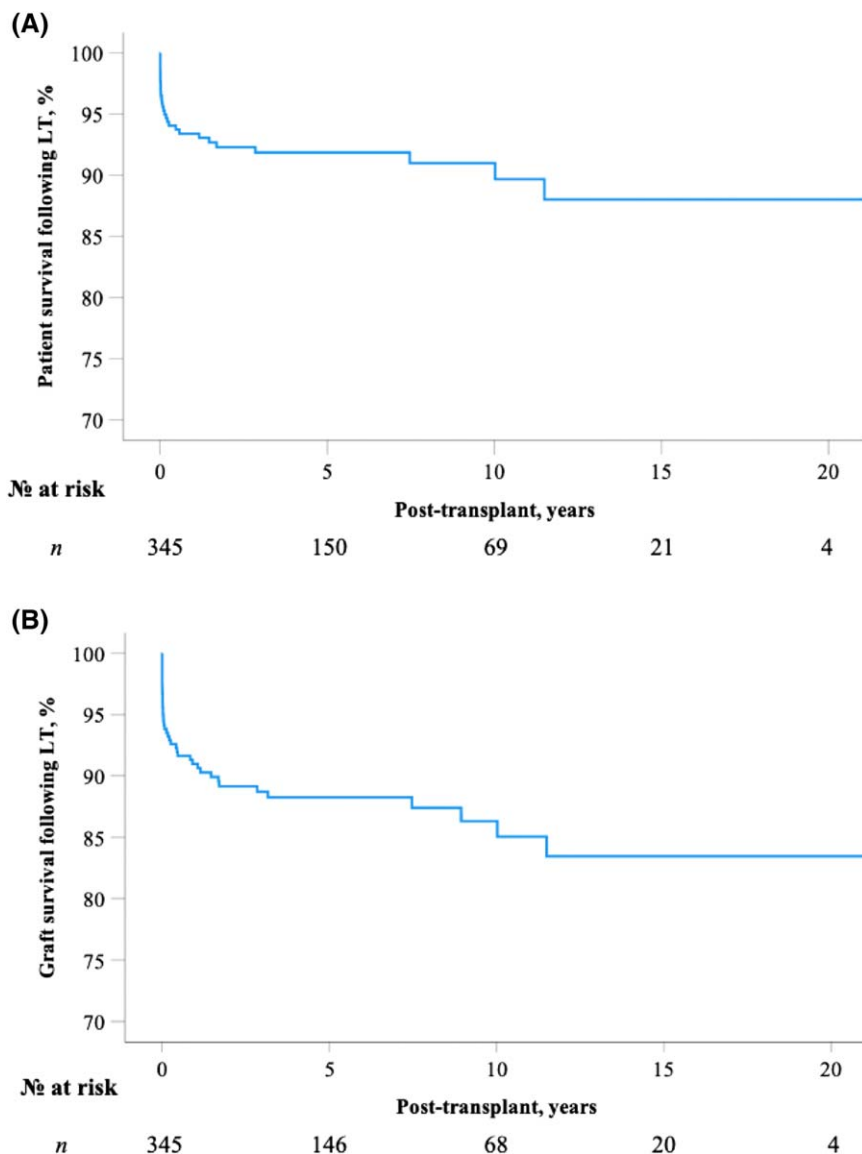 (A)
Patient survival following LT, %
100
95
90
85
80
75
70
0 5 10 15 20
№ at risk
Post-transplant, years
n 345 150 69 21 4
(B)
Graft survival following LT, %
100
95
90
85
80
75
70
0 5 10 15 20
№ at risk
Post-transplant, years
n 345 146 68 20 4